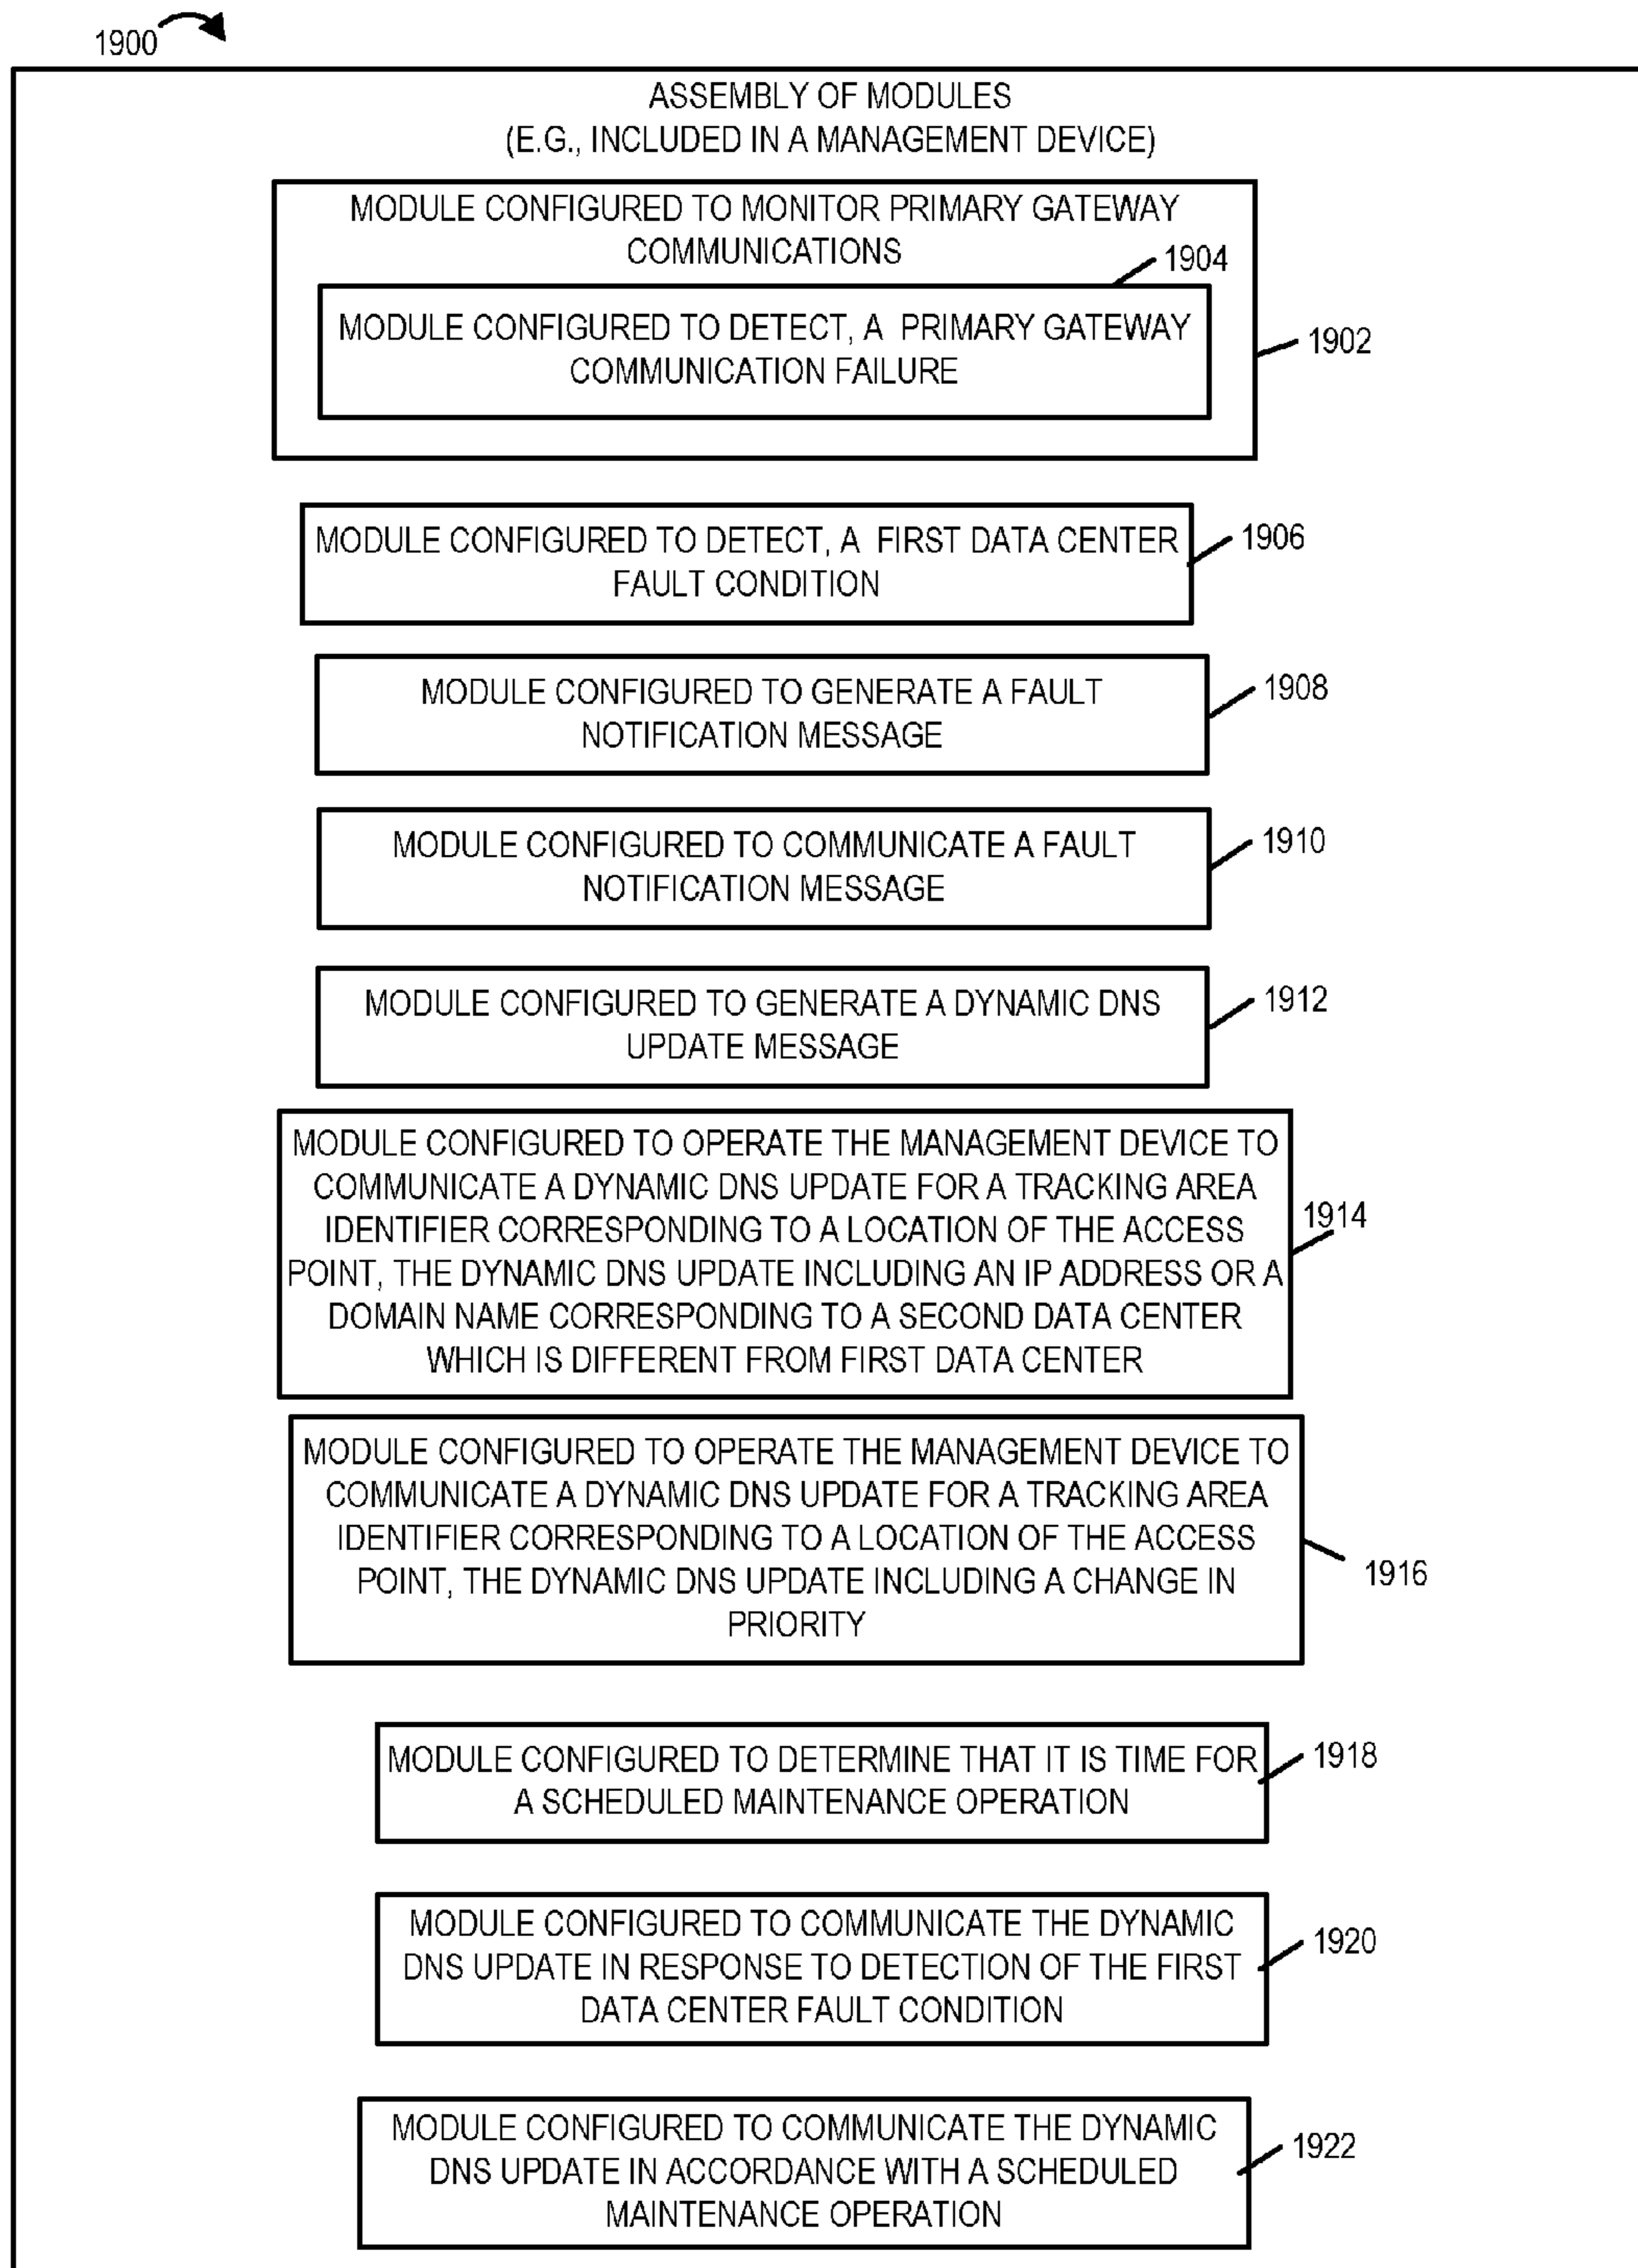 1900
ASSEMBLY OF MODULES
(E.G., INCLUDED IN A MANAGEMENT DEVICE)
MODULE CONFIGURED TO MONITOR PRIMARY GATEWAY
COMMUNICATIONS
1904
MODULE CONFIGURED TO DETECT, A PRIMARY GATEWAY
COMMUNICATION FAILURE
1902
MODULE CONFIGURED TO DETECT, A FIRST DATA CENTER
FAULT CONDITION
1906
MODULE CONFIGURED TO GENERATE A FAULT
NOTIFICATION MESSAGE
1908
MODULE CONFIGURED TO COMMUNICATE A FAULT
NOTIFICATION MESSAGE
1910
MODULE CONFIGURED TO GENERATE A DYNAMIC DNS
UPDATE MESSAGE
1912
MODULE CONFIGURED TO OPERATE THE MANAGEMENT DEVICE TO
COMMUNICATE A DYNAMIC DNS UPDATE FOR A TRACKING AREA
IDENTIFIER CORRESPONDING TO A LOCATION OF THE ACCESS
POINT, THE DYNAMIC DNS UPDATE INCLUDING AN IP ADDRESS OR A
DOMAIN NAME CORRESPONDING TO A SECOND DATA CENTER
WHICH IS DIFFERENT FROM FIRST DATA CENTER
1914
MODULE CONFIGURED TO OPERATE THE MANAGEMENT DEVICE TO
COMMUNICATE A DYNAMIC DNS UPDATE FOR A TRACKING AREA
IDENTIFIER CORRESPONDING TO A LOCATION OF THE ACCESS
POINT, THE DYNAMIC DNS UPDATE INCLUDING A CHANGE IN
PRIORITY
1916
MODULE CONFIGURED TO DETERMINE THAT IT IS TIME FOR
A SCHEDULED MAINTENANCE OPERATION
1918
MODULE CONFIGURED TO COMMUNICATE THE DYNAMIC
DNS UPDATE IN RESPONSE TO DETECTION OF THE FIRST
DATA CENTER FAULT CONDITION
1920
MODULE CONFIGURED TO COMMUNICATE THE DYNAMIC
DNS UPDATE IN ACCORDANCE WITH A SCHEDULED
MAINTENANCE OPERATION
1922